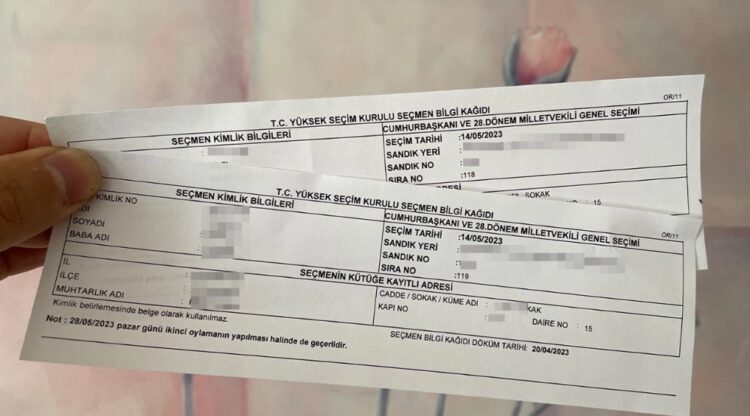 OR/11
T.C. YÜKSEK SEÇİM KURULU SEÇMEN BİLGİ KAĞIDI
SEÇMEN KİMLİK BİLGİLERİ
CUMHURBAŞKANI VE 28.DÖNEM MİLLETVEKİLİ GENEL SEÇİMİ
SEÇİM TARİHİ :14/05/2023
SANDIK YERİ :
SANDIK NO :
SIRA NO :118
ADRESİ
SOKAK
: 15
OR/11
T.C. YÜKSEK SEÇİM KURULU SEÇMEN BİLGİ KAĞIDI
SEÇMEN KİMLİK BİLGİLERİ
CUMHURBAŞKANI VE 28.DÖNEM MİLLETVEKİLİ GENEL SEÇİMİ
KIMLIK NO
ADI
SOYADI
BABA ADI
SEÇİM TARİHİ :14/05/2023
SANDIK YERİ :
SANDIK NO :
SIRA NO :119
SEÇMENİN KÜTÜĞE KAYITLI ADRESİ
İL
İLÇE
MUHTARLIK ADI
CADDE / SOKAK / KÜME ADI : KAK
KAPI NO : DAİRE NO : 15
Kimlik belirlemesinde belge olarak kullanılmaz.
Not : 28/05/2023 pazar günü ikinci oylamanın yapılması halinde de geçerlidir.
SEÇMEN BİLGİ KAĞIDI DÖKÜM TARİHİ: 20/04/2023